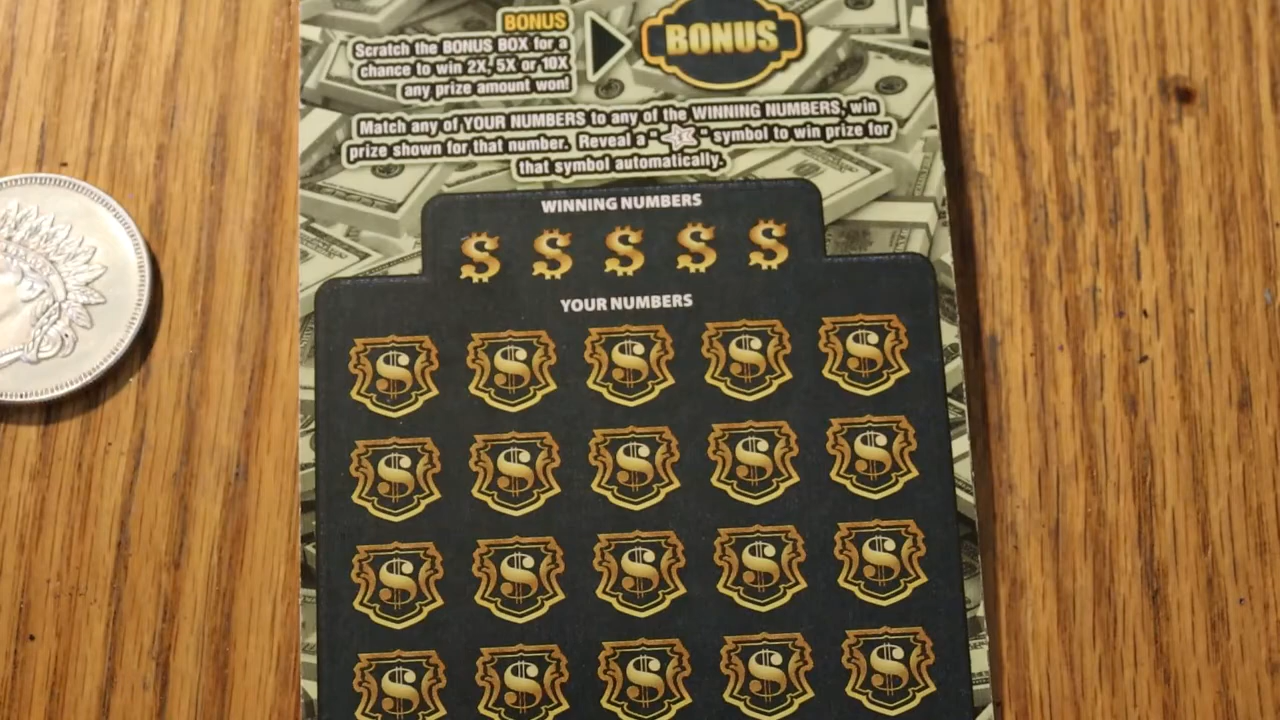 BONUS
Scratch the BONUS BOX for a
chance to win 2X, 5X or 10X
any prize amount won!
BONUS
Match any of YOUR NUMBERS to any of the WINNING NUMBERS, win
prize shown for that number. Reveal a " " symbol to win prize for
that symbol automatically.
WINNING NUMBERS
$ $ $ $ $
YOUR NUMBERS
$ $ $ $ $
$ $ $ $ $
$ $ $ $ $
$ $ $ $ $